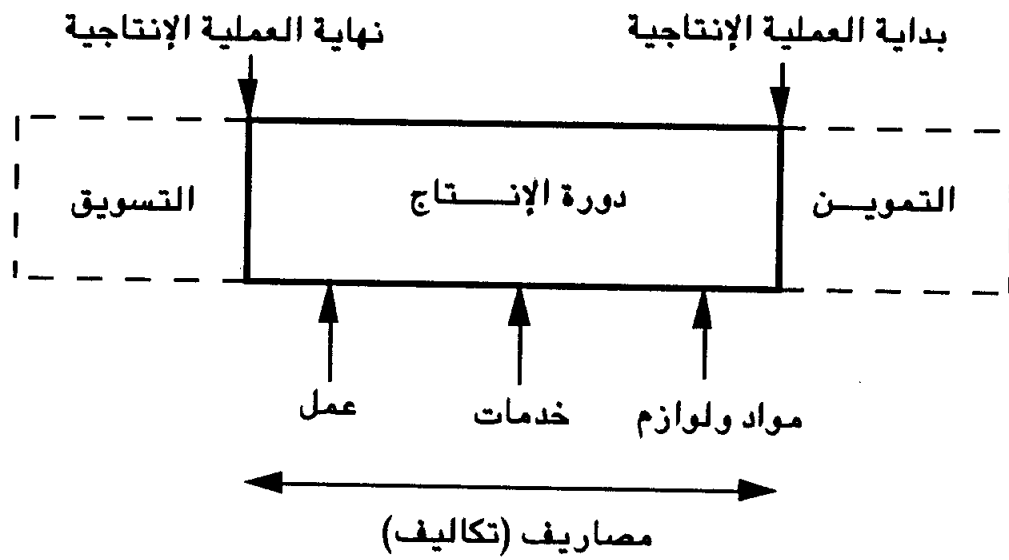 بداية العملية الإنتاجية
نهاية العملية الإنتاجية
التموين
دورة الإنتاج
التسويق
مواد ولوازم
خدمات
عمل
مصاريف (تكاليف)